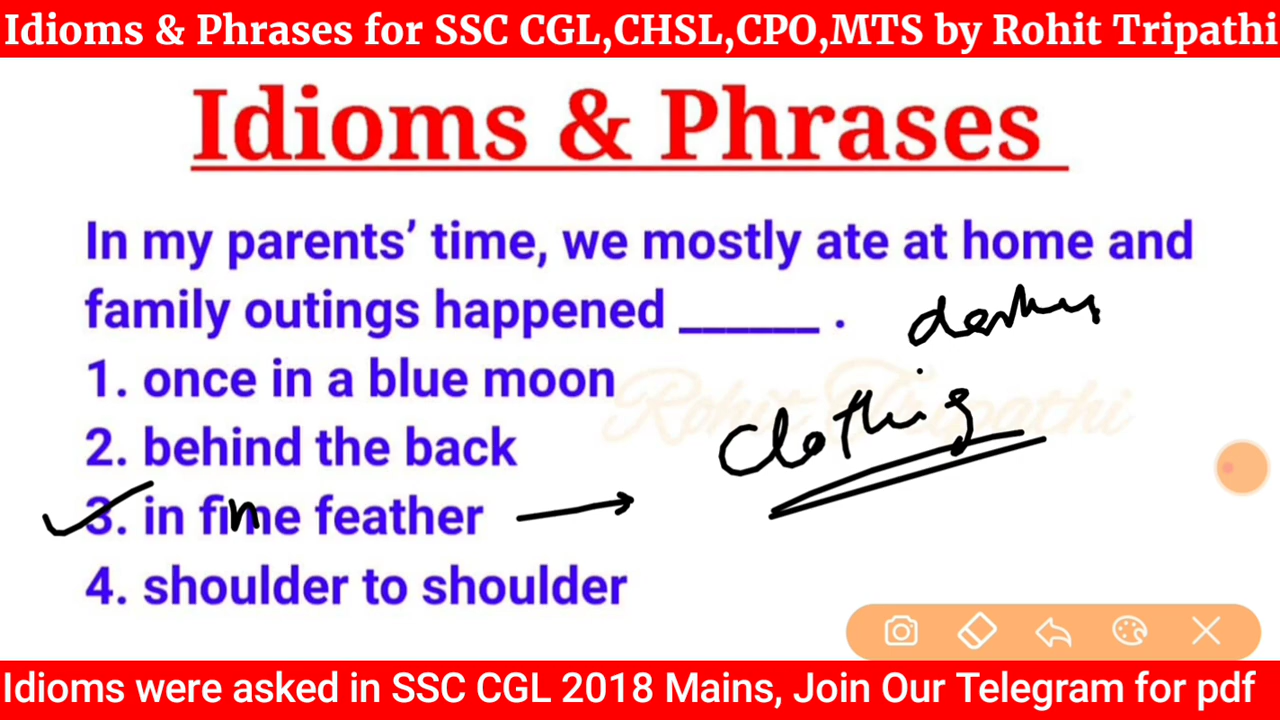 Idioms & Phrases for SSC CGL,CHSL,CPO,MTS by Rohit Tripathi
Idioms & Phrases
In my parents’ time, we mostly ate at home and
family outings happened ______ .
1. once in a blue moon
2. behind the back
clothing
3. in fine feather
4. shoulder to shoulder
Rohit Tripathi
Idioms were asked in SSC CGL 2018 Mains, Join Our Telegram for pdf